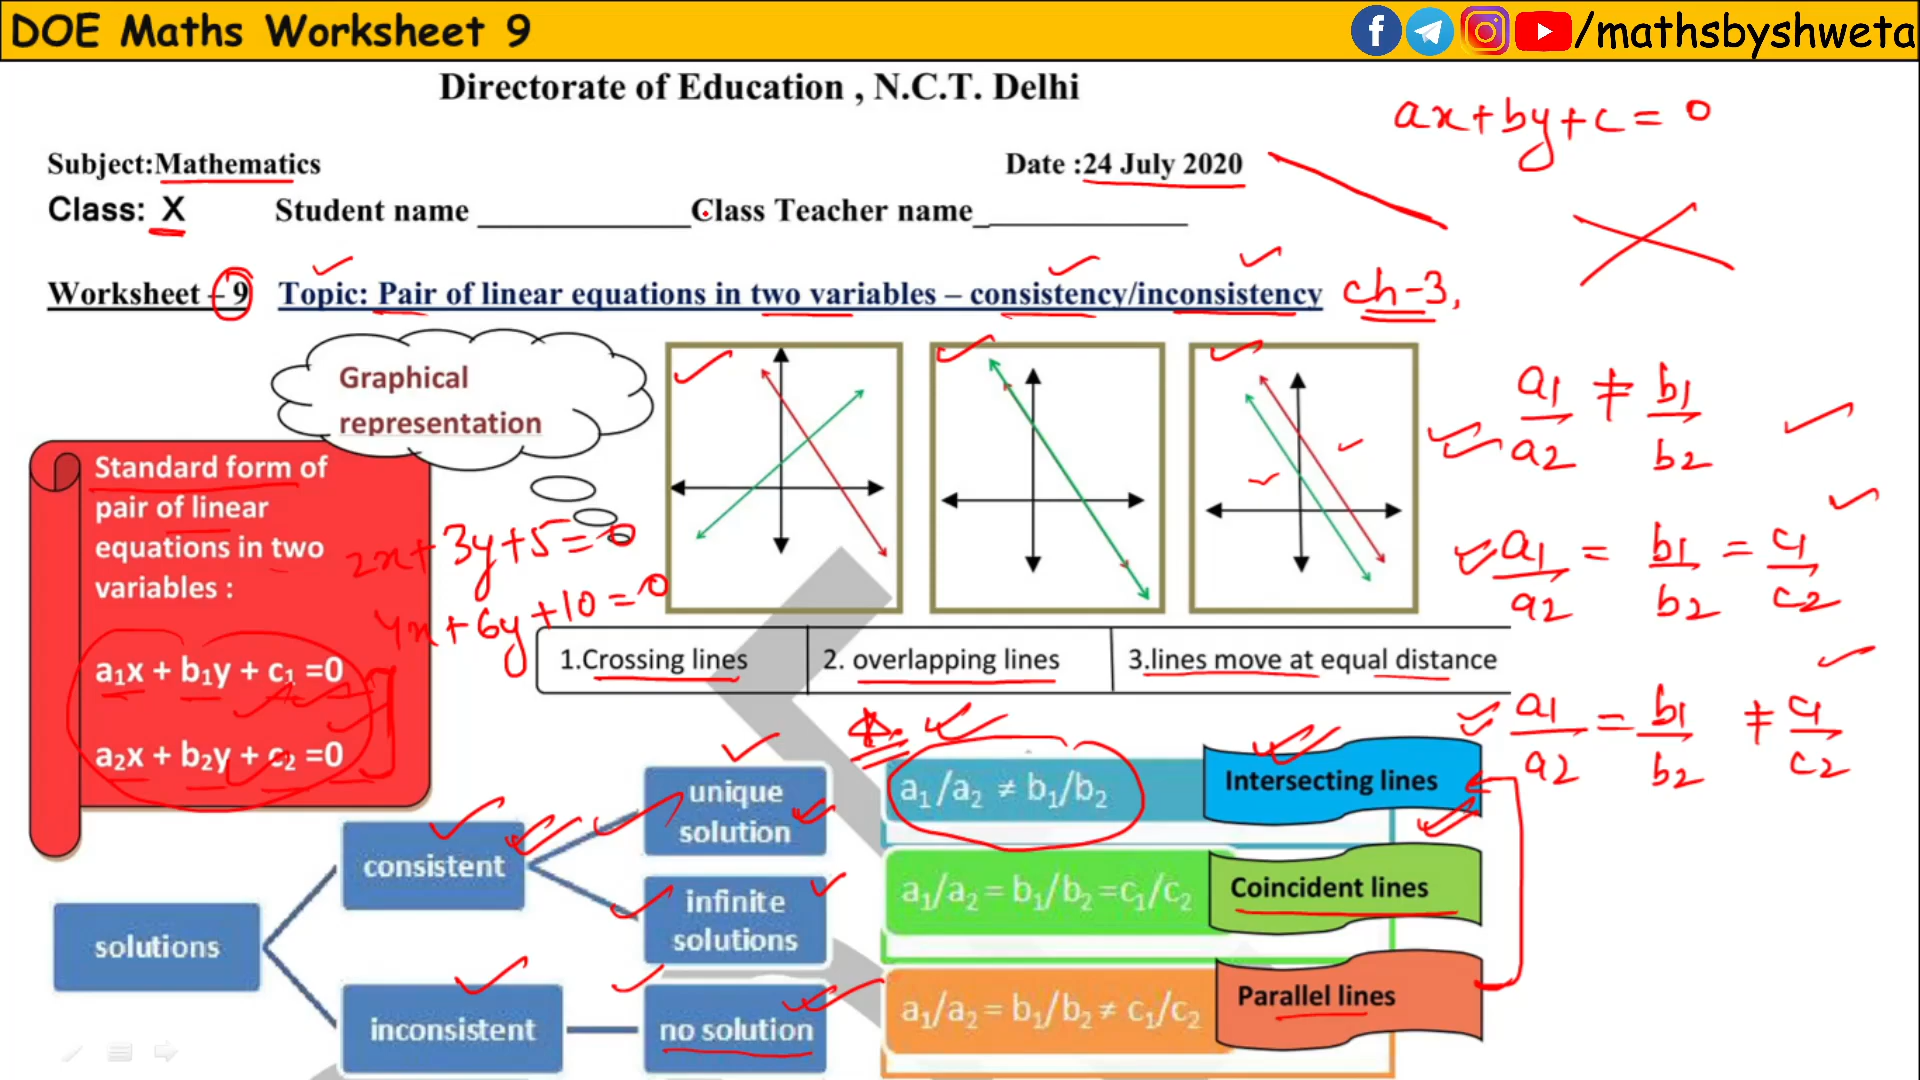 DOE Maths Worksheet 9
/mathsbyshweta
Directorate of Education , N.C.T. Delhi
ax+by+c=0
Subject:Mathematics Date :24 July 2020
Class: X Student name ____________Class Teacher name______________
Worksheet – 9 Topic: Pair of linear equations in two variables – consistency/inconsistency ch-3,
Graphical
representation
Standard form of
pair of linear
equations in two
variables :
a₁x + b₁y + c₁ =0
a₂x + b₂y + c₂ =0
2x+3y+5=0
4x+6y+10=0
a1/a2 ≠ b1/b2
a1/a2 = b1/b2 = c1/c2
a1/a2 = b1/b2 ≠ c1/c2
1.Crossing lines 2. overlapping lines 3.lines move at equal distance
solutions
consistent
inconsistent
unique
solution
infinite
solutions
no solution
a₁/a₂ ≠ b₁/b₂ Intersecting lines
a₁/a₂ = b₁/b₂ =c₁/c₂ Coincident lines
a₁/a₂ = b₁/b₂ ≠ c₁/c₂ Parallel lines